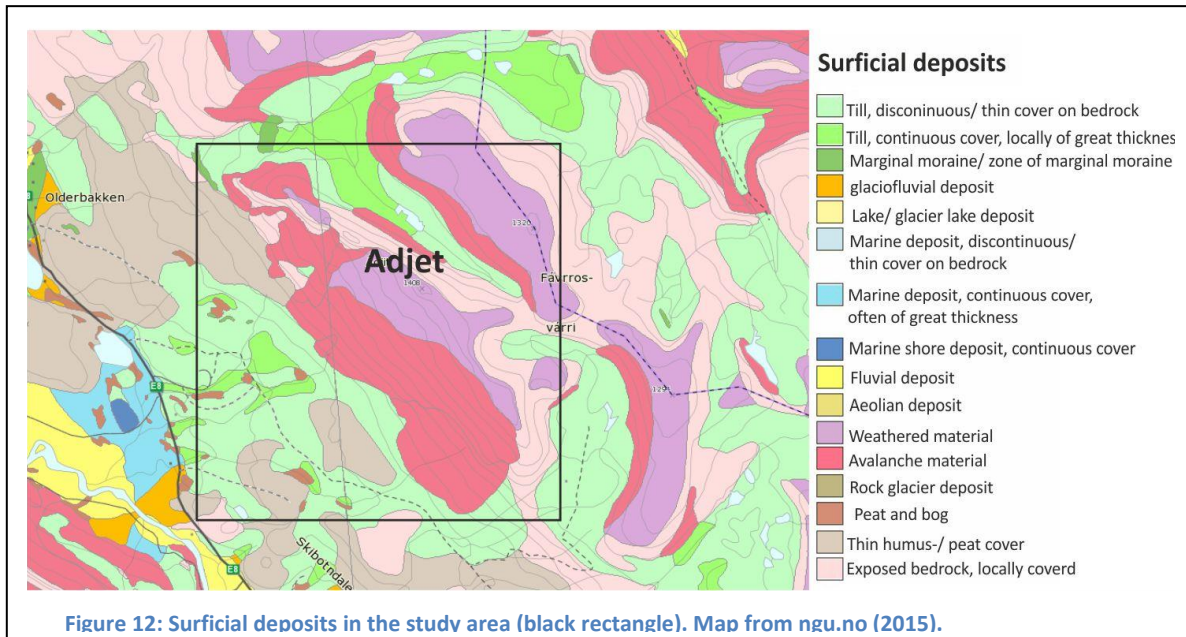 Surficial deposits
Till, disconinuous/ thin cover on bedrock
Till, continuous cover, locally of great thicknes
Marginal moraine/ zone of marginal moraine
glaciofluvial deposit
Lake/ glacier lake deposit
Marine deposit, discontinuous/
thin cover on bedrock
Marine deposit, continuous cover,
often of great thickness
Marine shore deposit, continuous cover
Fluvial deposit
Aeolian deposit
Weathered material
Avalanche material
Rock glacier deposit
Peat and bog
Thin humus-/ peat cover
Exposed bedrock, locally coverd
Olderbakken
Adjet
1408
1320
Fávrros-
várri
E8
E8
Skibotndale
Figure 12: Surficial deposits in the study area (black rectangle). Map from ngu.no (2015).